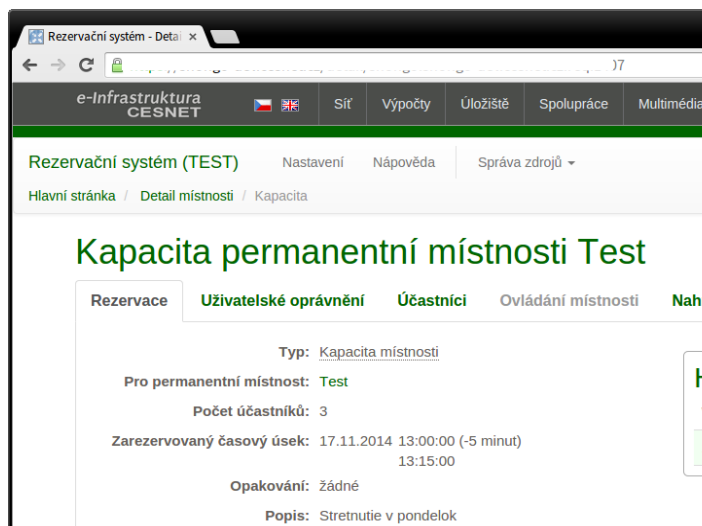 Rezervační systém - Deta
07
e-Infrastruktura
CESNET
Síť Výpočty Úložiště Spolupráce Multimédia
Rezervační systém (TEST) Nastavení Nápověda Správa zdrojů
Hlavní stránka / Detail místnosti / Kapacita
Kapacita permanentní místnosti Test
Rezervace Uživatelské oprávnění Účastníci Ovládání místnosti Nah
Typ: Kapacita místnosti
Pro permanentní místnost: Test
Počet účastníků: 3
Zarezervovaný časový úsek: 17.11.2014 13:00:00 (-5 minut)
13:15:00
Opakování: žádné
Popis: Stretnutie v pondelok